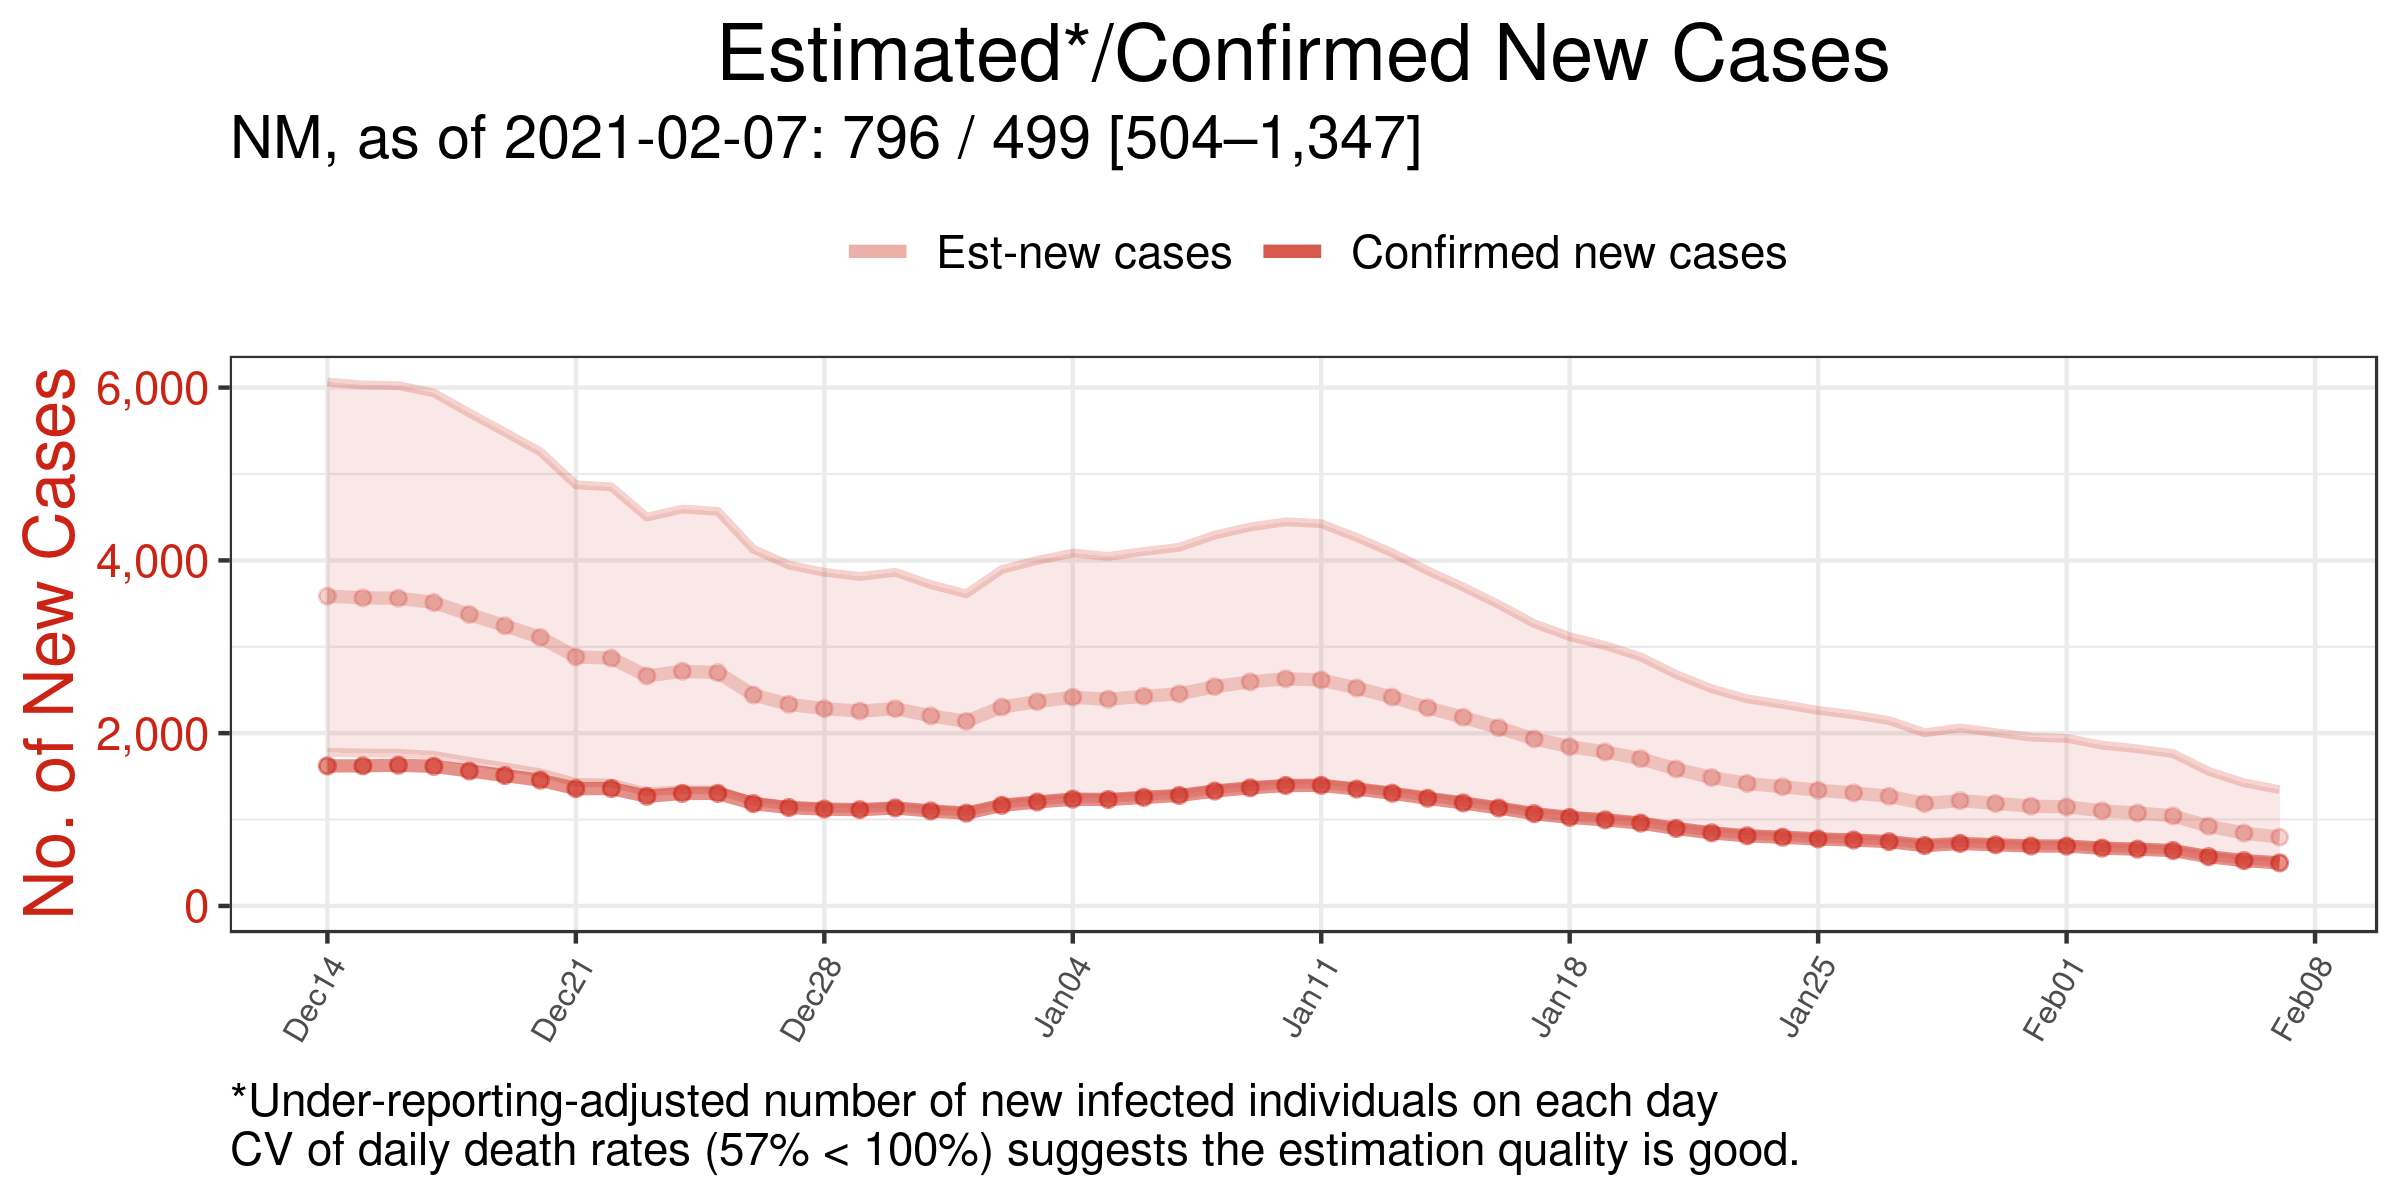 Estimated*/Confirmed New Cases
NM, as of 2021-02-07: 796 / 499 [504–1,347]
Est-new cases Confirmed new cases
No. of New Cases
6,000
4,000
2,000
0
Dec14 Dec21 Dec28 Jan04 Jan11 Jan18 Jan25 Feb01 Feb08
*Under-reporting-adjusted number of new infected individuals on each day
CV of daily death rates (57% < 100%) suggests the estimation quality is good.